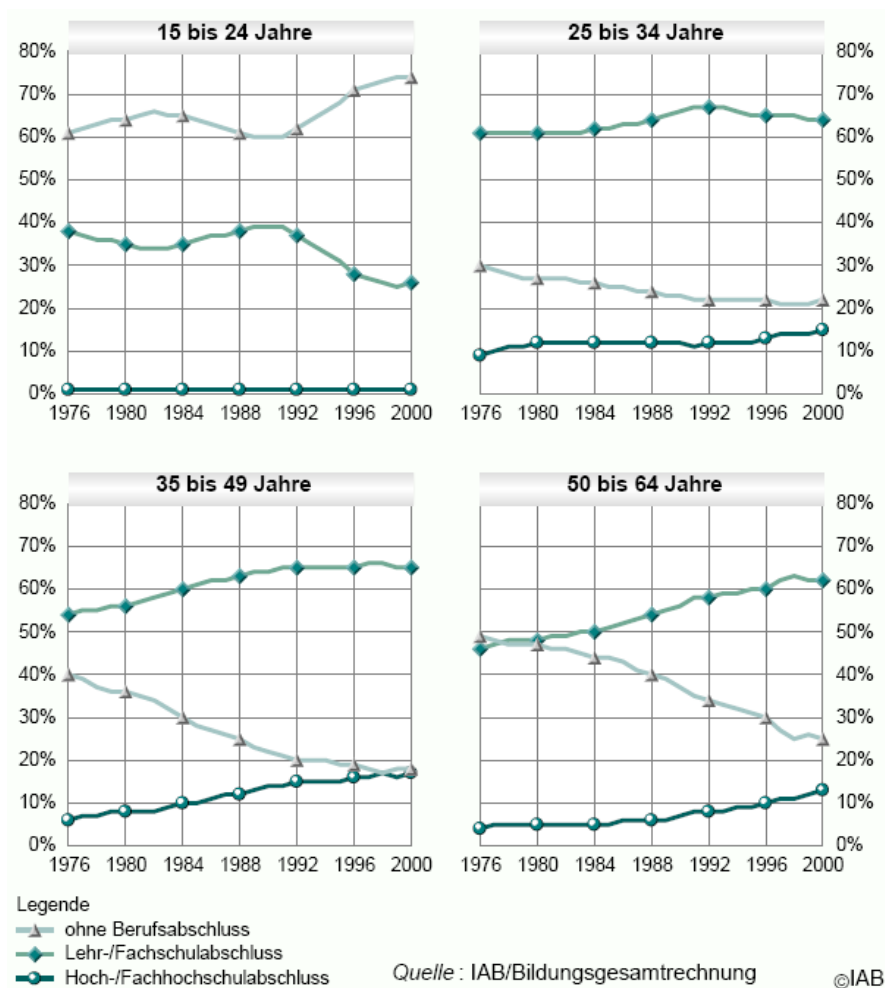 15 bis 24 Jahre
80%
70%
60%
50%
40%
30%
20%
10%
0%
1976 1980 1984 1988 1992 1996 2000
25 bis 34 Jahre
80%
70%
60%
50%
40%
30%
20%
10%
0%
1976 1980 1984 1988 1992 1996 2000
35 bis 49 Jahre
80%
70%
60%
50%
40%
30%
20%
10%
0%
1976 1980 1984 1988 1992 1996 2000
50 bis 64 Jahre
80%
70%
60%
50%
40%
30%
20%
10%
0%
1976 1980 1984 1988 1992 1996 2000
Legende
ohne Berufsabschluss
Lehr-/Fachschulabschluss
Hoch-/Fachhochschulabschluss
Quelle : IAB/Bildungsgesamtrechnung
©IAB